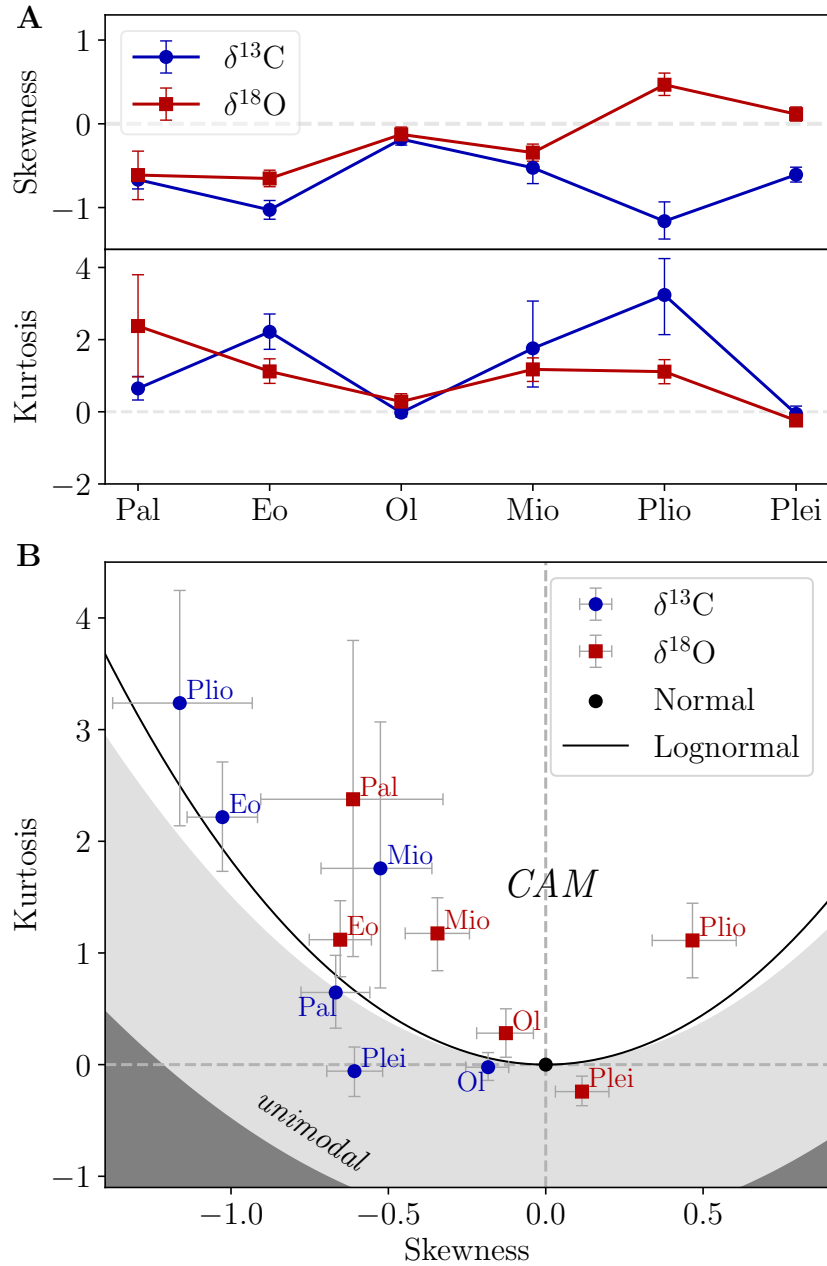 A
1
0
−1
Skewness
δ¹³C
δ¹⁸O
4
2
0
−2
Kurtosis
Pal Eo Ol Mio Plio Plei
B
4
3
2
1
0
−1
Kurtosis
δ¹³C
δ¹⁸O
Normal
Lognormal
Plio
Eo
Pal
Mio
CAM
Eo
Mio
Plio
Pal
Ol
Plei
Ol
Plei
unimodal
−1.0 −0.5 0.0 0.5
Skewness